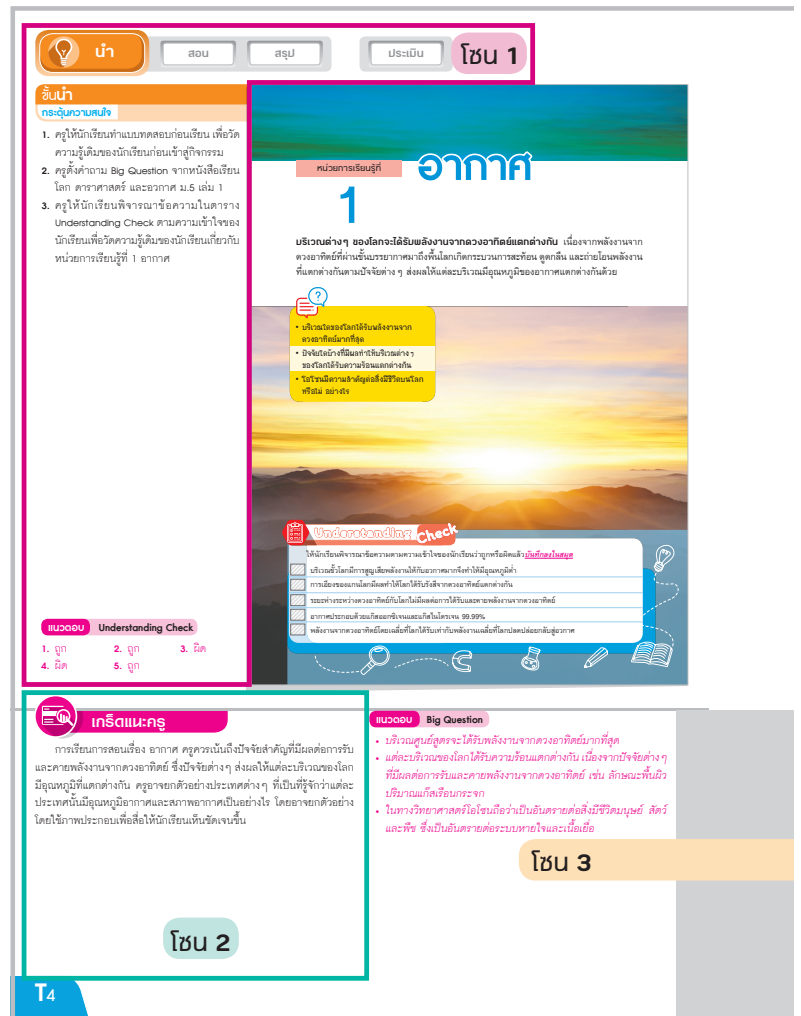 นำ
สอน
สรุป
ประเมิน
โซน 1
ขั้นนำ
กระตุ้นความสนใจ
1. ครูให้นักเรียนทำแบบทดสอบก่อนเรียน เพื่อวัด
ความรู้เดิมของนักเรียนก่อนเข้าสู่กิจกรรม
2. ครูตั้งคำถาม Big Question จากหนังสือเรียน
โลก ดาราศาสตร์ และอวกาศ ม.5 เล่ม 1
3. ครูให้นักเรียนพิจารณาข้อความในตาราง
Understanding Check ตามความเข้าใจของ
นักเรียนเพื่อวัดความรู้เดิมของนักเรียนเกี่ยวกับ
หน่วยการเรียนรู้ที่ 1 อากาศ
แนวตอบ Understanding Check
1. ถูก 2. ถูก 3. ผิด
4. ผิด 5. ถูก
หน่วยการเรียนรู้ที่
1
อากาศ
บริเวณต่างๆ ของโลกจะได้รับพลังงานจากดวงอาทิตย์แตกต่างกัน เนื่องจากพลังงานจาก
ดวงอาทิตย์ที่ผ่านชั้นบรรยากาศมาถึงพื้นโลกเกิดกระบวนการสะท้อน ดูดกลืน และถ่ายโอนพลังงาน
ที่แตกต่างกันตามปัจจัยต่าง ๆ ส่งผลให้แต่ละบริเวณมีอุณหภูมิของอากาศแตกต่างกันด้วย
?
• บริเวณใดของโลกได้รับพลังงานจาก
ดวงอาทิตย์มากที่สุด
• ปัจจัยใดบ้างที่มีผลทำให้บริเวณต่าง ๆ
ของโลกได้รับความร้อนแตกต่างกัน
• โอโซนมีความสำคัญต่อสิ่งมีชีวิตบนโลก
หรือไม่ อย่างไร
Understanding Check
ให้นักเรียนพิจารณาข้อความตามความเข้าใจของนักเรียนว่าถูกหรือผิดแล้วบันทึกลงในสมุด
บริเวณขั้วโลกมีการสูญเสียพลังงานให้กับอวกาศมากจึงทำให้มีอุณหภูมิต่ำ
การเอียงของแกนโลกมีผลทำให้โลกได้รับรังสีจากดวงอาทิตย์แตกต่างกัน
ระยะห่างระหว่างดวงอาทิตย์กับโลกไม่มีผลต่อการได้รับและคายพลังงานจากดวงอาทิตย์
อากาศประกอบด้วยแก๊สออกซิเจนและแก๊สไนโตรเจน 99.99%
พลังงานจากดวงอาทิตย์โดยเฉลี่ยที่โลกได้รับเท่ากับพลังงานเฉลี่ยที่โลกปลดปล่อยกลับสู่อวกาศ
เกร็ดแนะครู
การเรียนการสอนเรื่อง อากาศ ครูควรเน้นถึงปัจจัยสำคัญที่มีผลต่อการรับ
และคายพลังงานจากดวงอาทิตย์ ซึ่งปัจจัยต่าง ๆ ส่งผลให้แต่ละบริเวณของโลก
มีอุณหภูมิที่แตกต่างกัน ครูอาจยกตัวอย่างประเทศต่าง ๆ ที่เป็นที่รู้จักว่าแต่ละ
ประเทศนั้นมีอุณหภูมิอากาศและสภาพอากาศเป็นอย่างไร โดยอาจยกตัวอย่าง
โดยใช้ภาพประกอบเพื่อสื่อให้นักเรียนเห็นชัดเจนขึ้น
โซน 2
แนวตอบ Big Question
• บริเวณศูนย์สูตรจะได้รับพลังงานจากดวงอาทิตย์มากที่สุด
• แต่ละบริเวณของโลกได้รับความร้อนแตกต่างกัน เนื่องจากปัจจัยต่าง ๆ
ที่มีผลต่อการรับและคายพลังงานจากดวงอาทิตย์ เช่น ลักษณะพื้นผิว
ปริมาณแก๊สเรือนกระจก
• ในทางวิทยาศาสตร์โอโซนถือว่าเป็นอันตรายต่อสิ่งมีชีวิตมนุษย์ สัตว์
และพืช ซึ่งเป็นอันตรายต่อระบบหายใจและเนื้อเยื่อ
โซน 3
T4